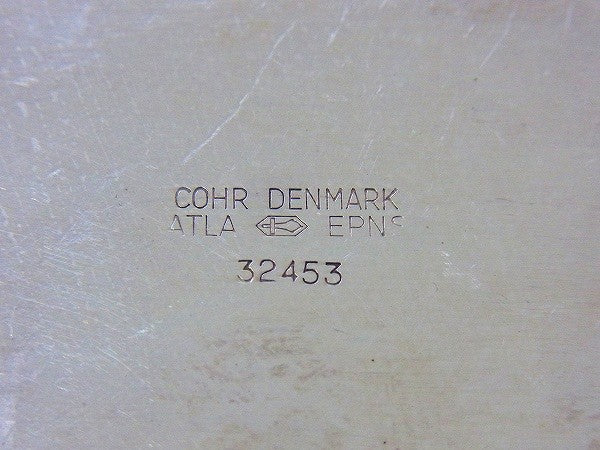 COHR DENMARK
ATLA EPNS
32453